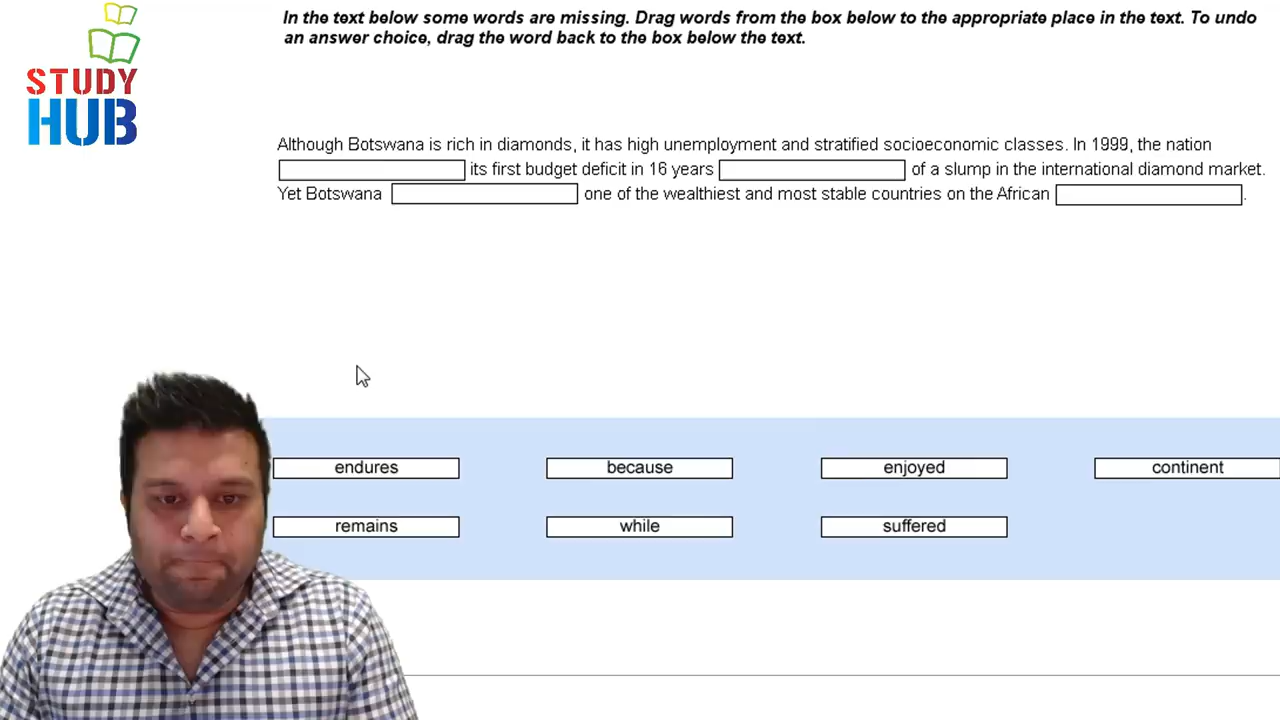 In the text below some words are missing. Drag words from the box below to the appropriate place in the text. To undo
an answer choice, drag the word back to the box below the text.
STUDY
HUB
Although Botswana is rich in diamonds, it has high unemployment and stratified socioeconomic classes. In 1999, the nation
its first budget deficit in 16 years of a slump in the international diamond market.
Yet Botswana one of the wealthiest and most stable countries on the African .
endures because enjoyed continent
remains while suffered